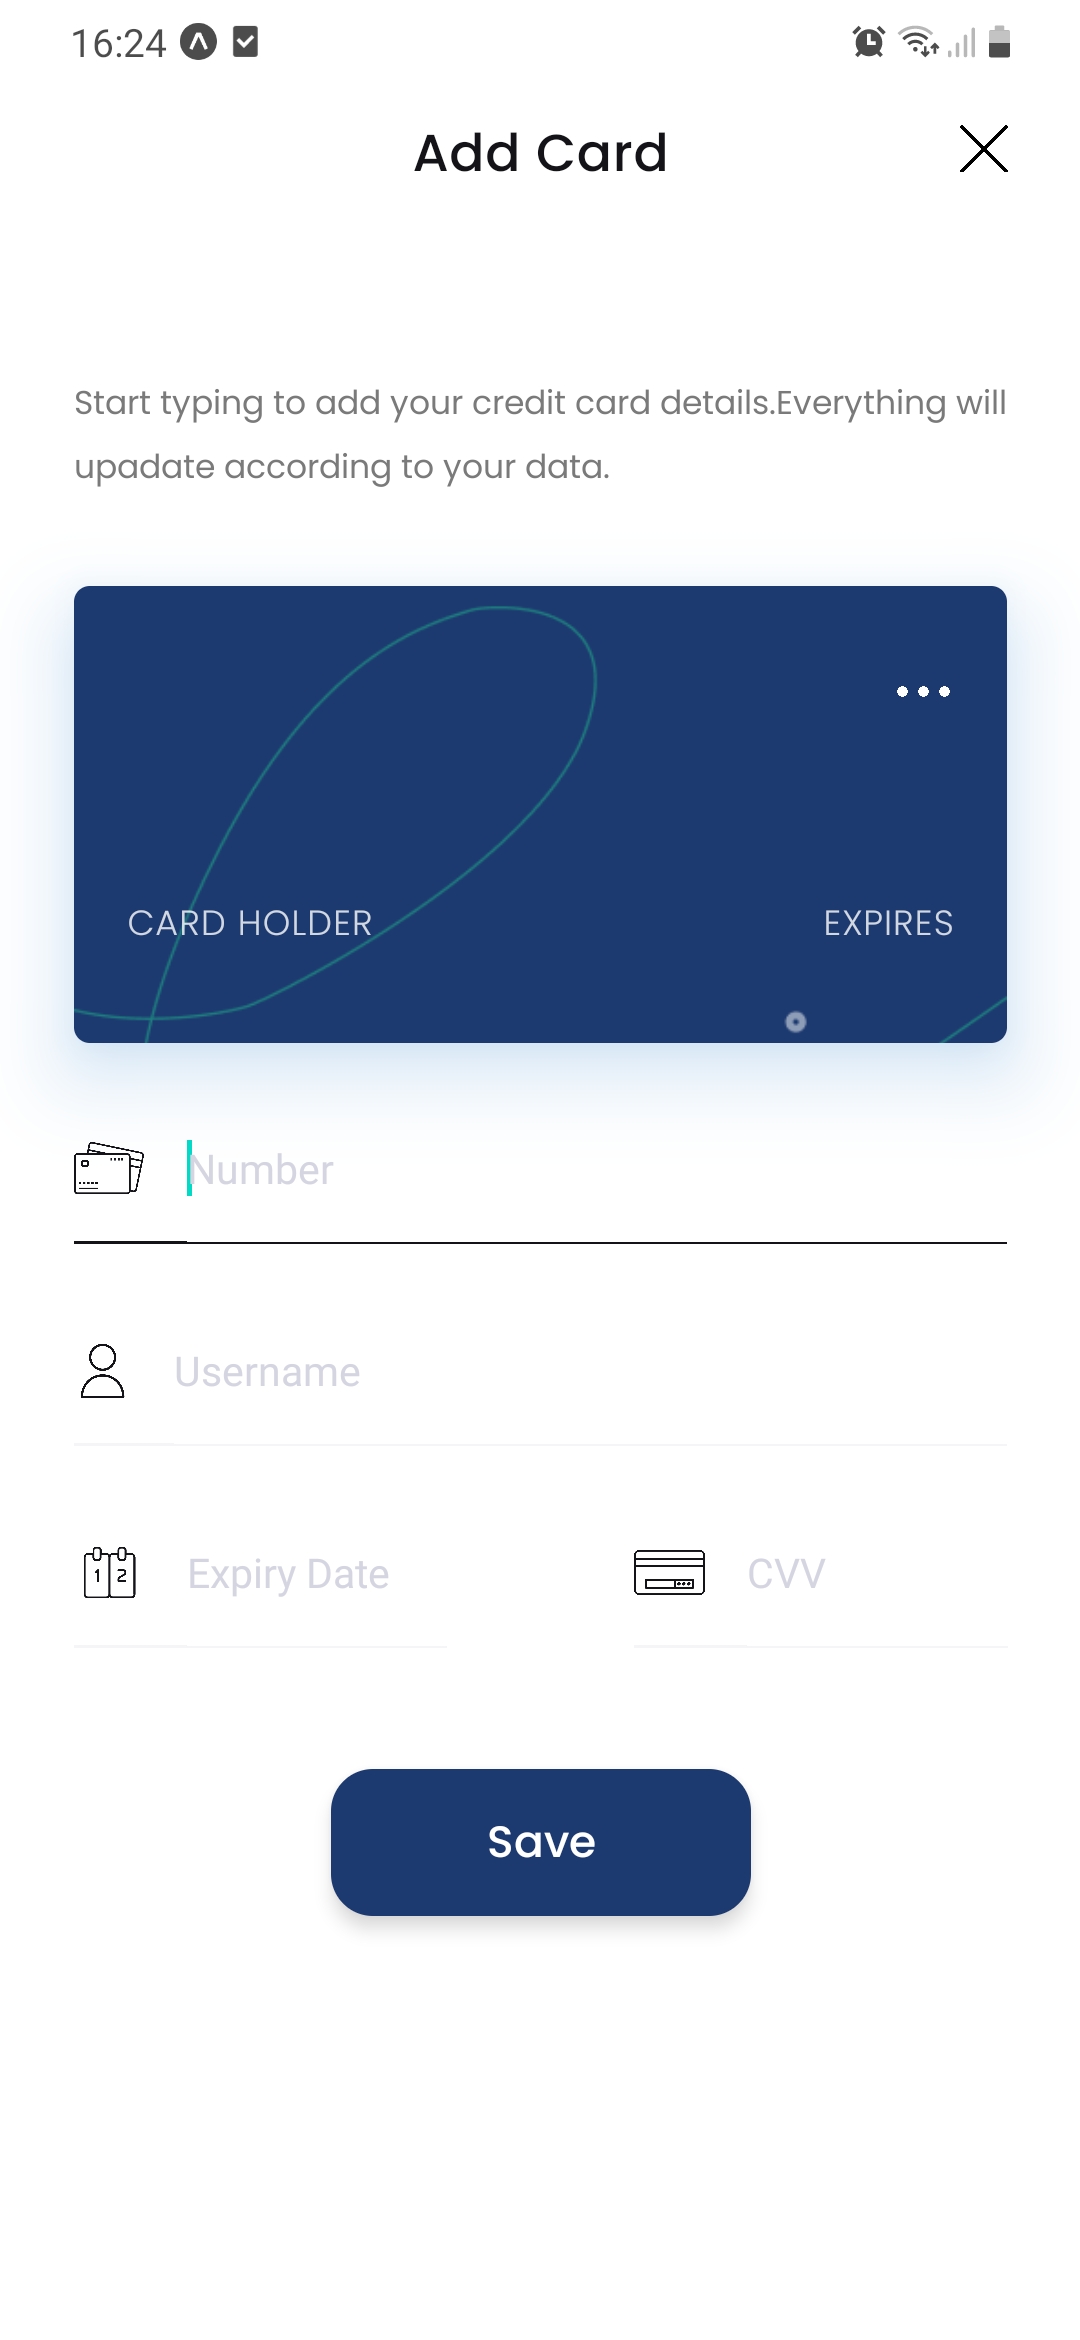 16:24
Add Card
Start typing to add your credit card details.Everything will
upadate according to your data.
CARD HOLDER EXPIRES
Number
Username
1 2 Expiry Date CVV
Save